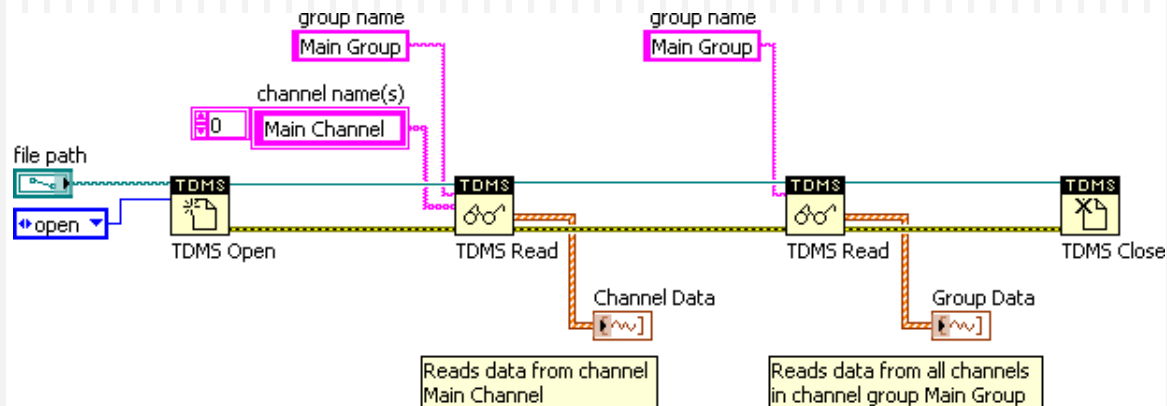 group name
group name
Main Group
Main Group
channel name(s)
0
Main Channel
file path
TDMS
TDMS
TDMS
TDMS
open
TDMS Open
TDMS Read
TDMS Read
TDMS Close
Channel Data
Group Data
Reads data from channel
Main Channel
Reads data from all channels
in channel group Main Group